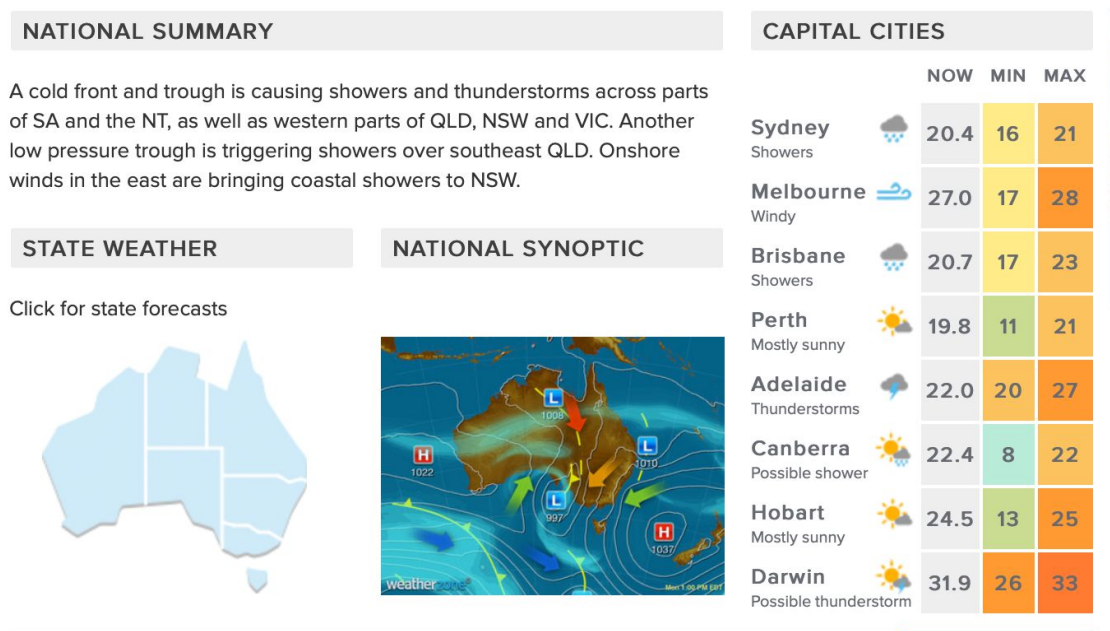 NATIONAL SUMMARY
A cold front and trough is causing showers and thunderstorms across parts
of SA and the NT, as well as western parts of QLD, NSW and VIC. Another
low pressure trough is triggering showers over southeast QLD. Onshore
winds in the east are bringing coastal showers to NSW.
STATE WEATHER
Click for state forecasts
NATIONAL SYNOPTIC
L
1008
H
1022
L
1010
L
997
H
1037
weatherzone®
Mon 1:00 PM EDT
CAPITAL CITIES
NOW MIN MAX
Sydney 20.4 16 21
Showers
Melbourne 27.0 17 28
Windy
Brisbane 20.7 17 23
Showers
Perth 19.8 11 21
Mostly sunny
Adelaide 22.0 20 27
Thunderstorms
Canberra 22.4 8 22
Possible shower
Hobart 24.5 13 25
Mostly sunny
Darwin 31.9 26 33
Possible thunderstorm